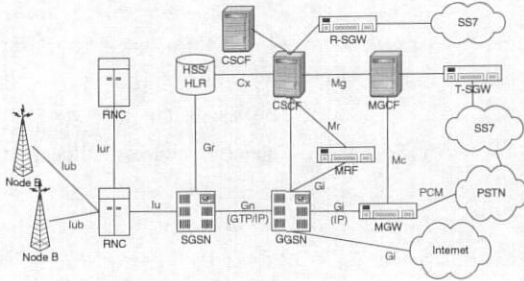 SS7
R-SGW
CSCF
HSS/
HLR
Cx
CSCF
Mg
MGCF
T-SGW
RNC
Mr
SS7
Iur
Gr
MRF
Mc
Node B
Iub
Gi
PCM
PSTN
Iu
Gn
(GTP/IP)
Gi
(IP)
Iub
RNC
SGSN
GGSN
MGW
Node B
Gi
Internet